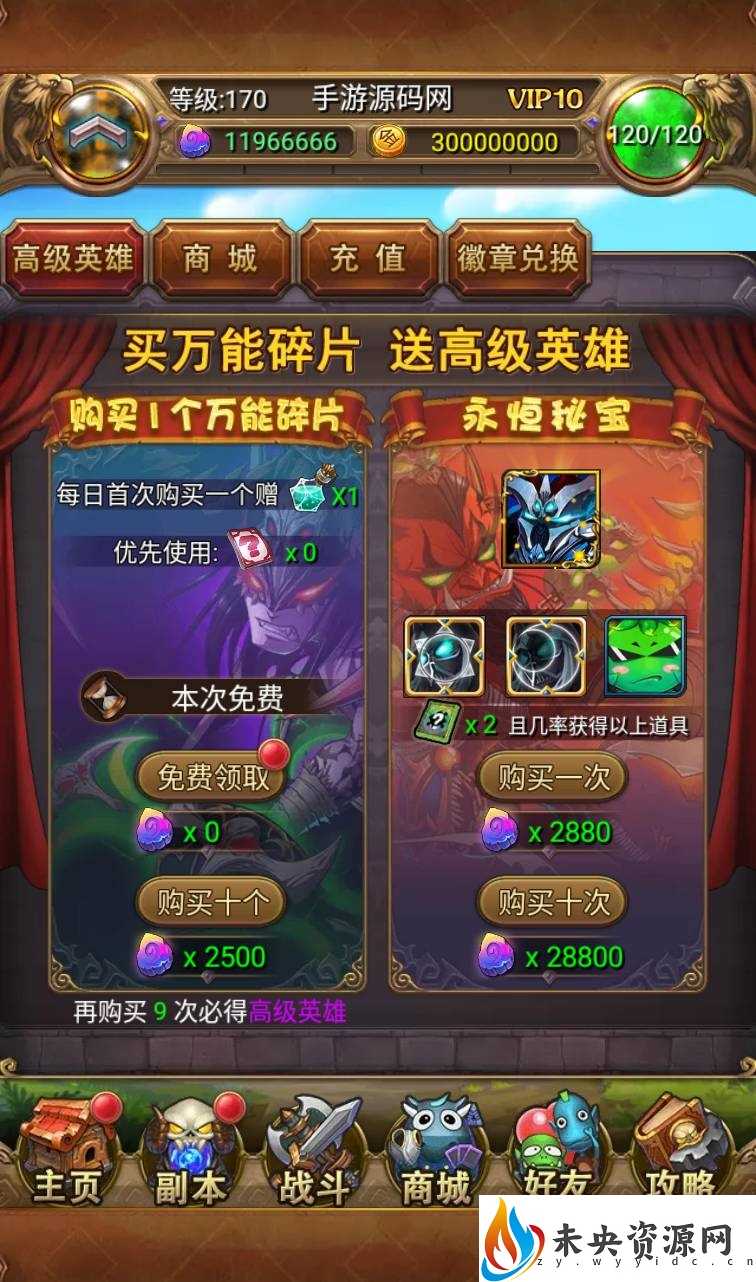 等级:170 手游源码网 VIP10
11966666 300000000 120/120
高级英雄 商城 充值 徽章兑换
买万能碎片 送高级英雄
购买1个万能碎片
每日首次购买一个赠 X1
优先使用: x 0
本次免费
免费领取
x 0
购买十个
x 2500
再购买 9 次必得高级英雄
永恒秘宝
x 2 且几率获得以上道具
购买一次
x 2880
购买十次
x 28800
主页 副本 战斗 商城 好友 攻略
未央资源网
zy.wyyidc.cn